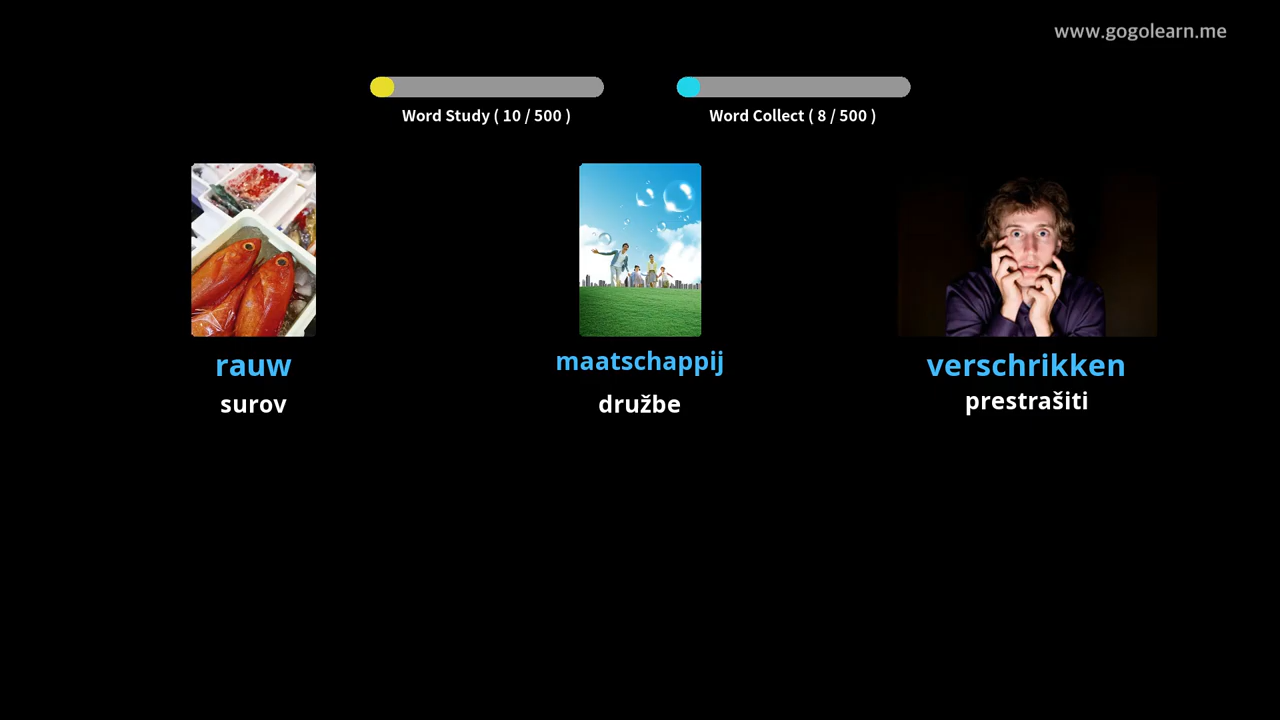 www.gogolearn.me
Word Study ( 10 / 500 )
Word Collect ( 8 / 500 )
rauw
surov
maatschappij
družbe
verschrikken
prestrašiti